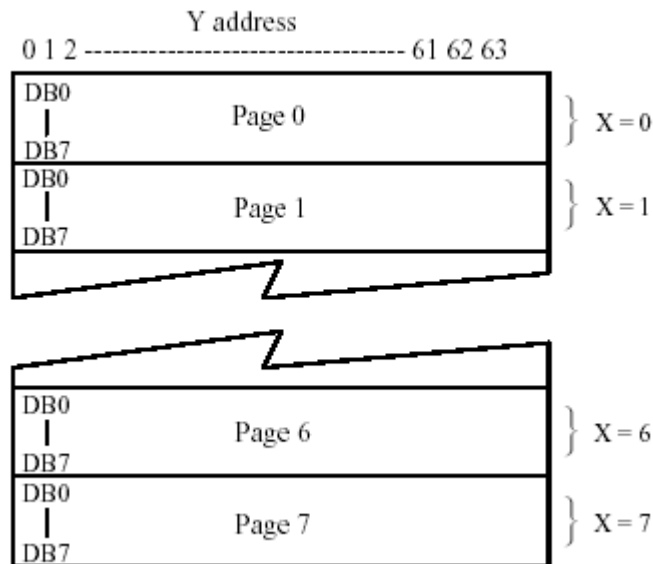 Y address
0 1 2 -------------------------------- 61 62 63
DB0
Page 0
X = 0
DB7
DB0
Page 1
X = 1
DB7
DB0
Page 6
X = 6
DB7
DB0
Page 7
X = 7
DB7